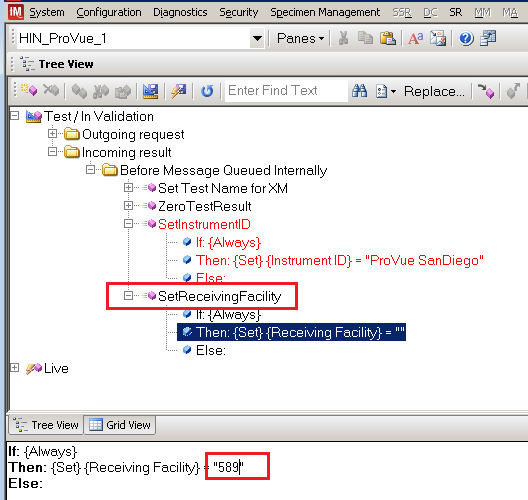 IM System Configuration Diagnostics Security Specimen Management SSR DC SR MM MA
HIN_ProVue_1 Panes
Tree View
Enter Find Text Replace...
Test / In Validation
Outgoing request
Incoming result
Before Message Queued Internally
Set Test Name for XM
ZeroTestResult
SetInstrumentID
If: {Always}
Then: {Set} {Instrument ID} = "ProVue SanDiego"
Else:
SetReceivingFacility
If: {Always}
Then: {Set} {Receiving Facility} = ""
Else:
Live
Tree View Grid View
If: {Always}
Then: {Set} {Receiving Facility} = "589"
Else: